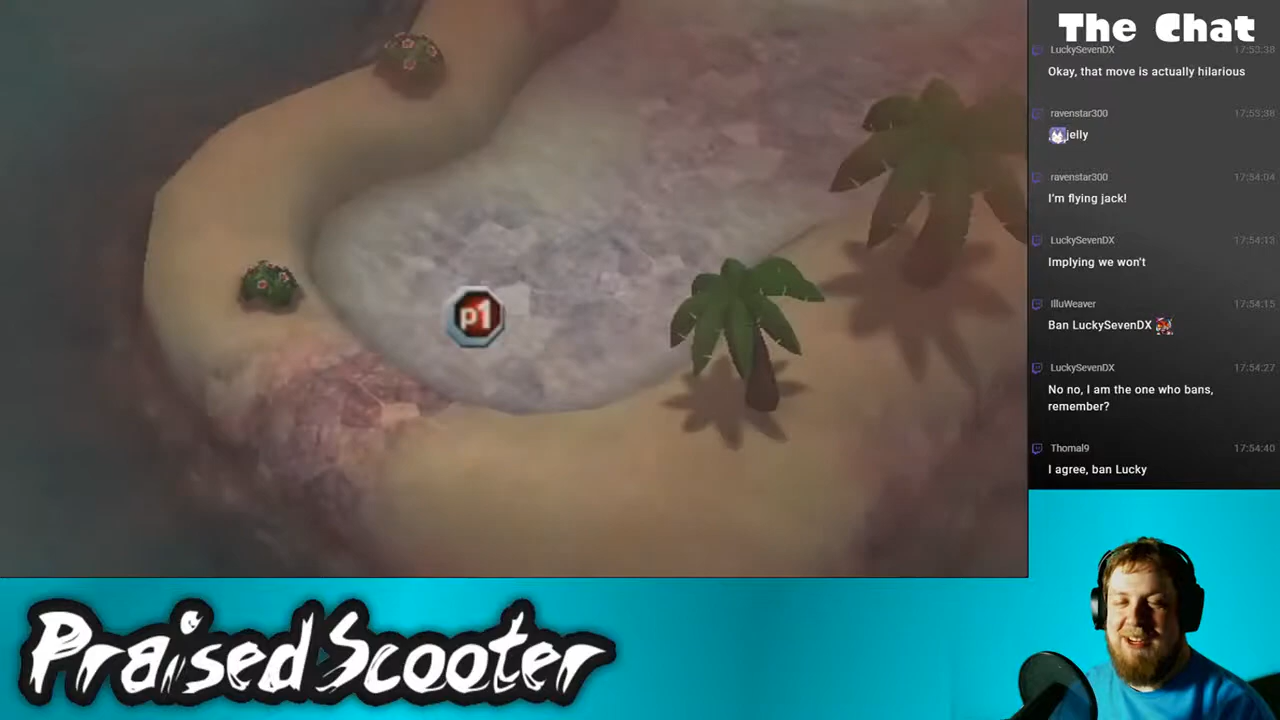 The Chat
LuckySevenDX 17:53:38
Okay, that move is actually hilarious
ravenstar300 17:53:38
jelly
ravenstar300 17:54:04
I'm flying jack!
LuckySevenDX 17:54:13
Implying we won't
IlluWeaver 17:54:15
Ban LuckySevenDX
LuckySevenDX 17:54:27
No no, I am the one who bans,
remember?
Thomal9 17:54:40
I agree, ban Lucky
p1
PraisedScooter